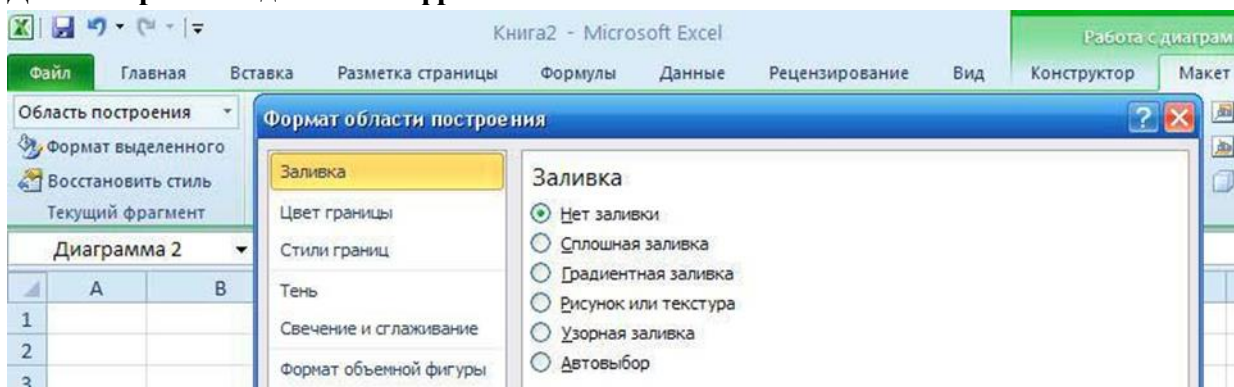 Книга2 - Microsoft Excel
Работа с диаграм
Файл Главная Вставка Разметка страницы Формулы Данные Рецензирование Вид Конструктор Макет
Область построения
Формат выделенного
Восстановить стиль
Текущий фрагмент
Диаграмма 2
A B
1
2
3
Формат области построения
Заливка
Цвет границы
Стили границ
Тень
Свечение и сглаживание
Формат объемной фигуры
Заливка
Нет заливки
Сплошная заливка
Градиентная заливка
Рисунок или текстура
Узорная заливка
Автовыбор